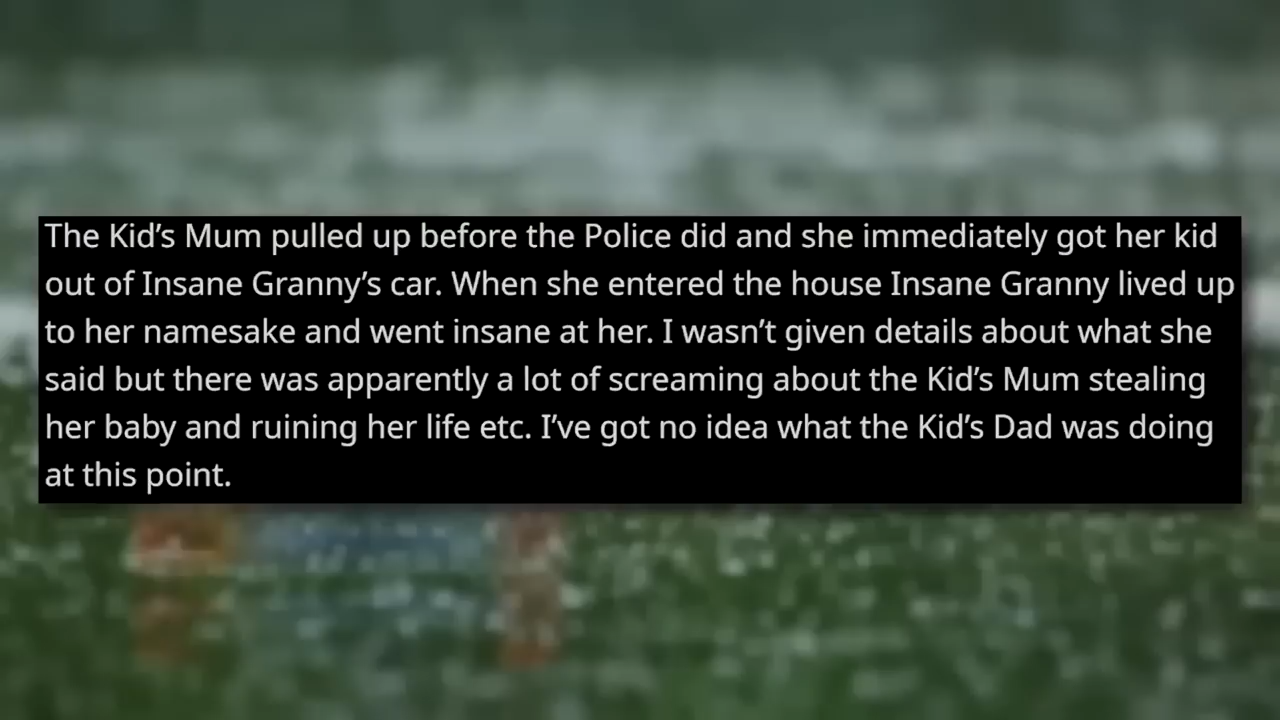 The Kid’s Mum pulled up before the Police did and she immediately got her kid
out of Insane Granny’s car. When she entered the house Insane Granny lived up
to her namesake and went insane at her. I wasn’t given details about what she
said but there was apparently a lot of screaming about the Kid’s Mum stealing
her baby and ruining her life etc. I’ve got no idea what the Kid’s Dad was doing
at this point.